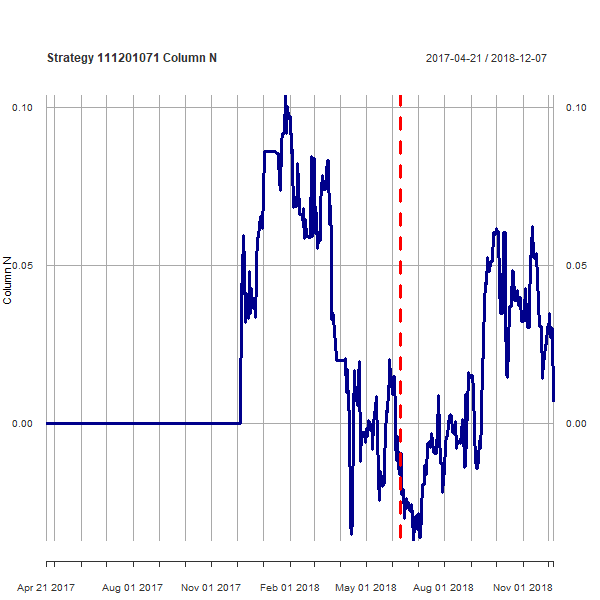 Strategy 111201071 Column N
2017-04-21 / 2018-12-07
0.10
0.10
0.05
0.05
0.00
0.00
Column N
Apr 21 2017
Aug 01 2017
Nov 01 2017
Feb 01 2018
May 01 2018
Aug 01 2018
Nov 01 2018